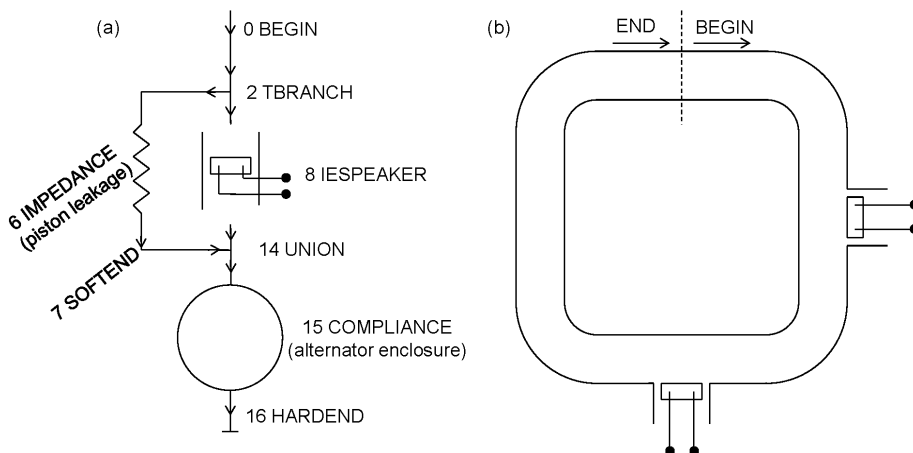 (a)
0 BEGIN
2 TBRANCH
6 IMPEDANCE
(piston leakage)
8 IESPEAKER
7 SOFTEND
14 UNION
15 COMPLIANCE
(alternator enclosure)
16 HARDEND
(b)
END
BEGIN